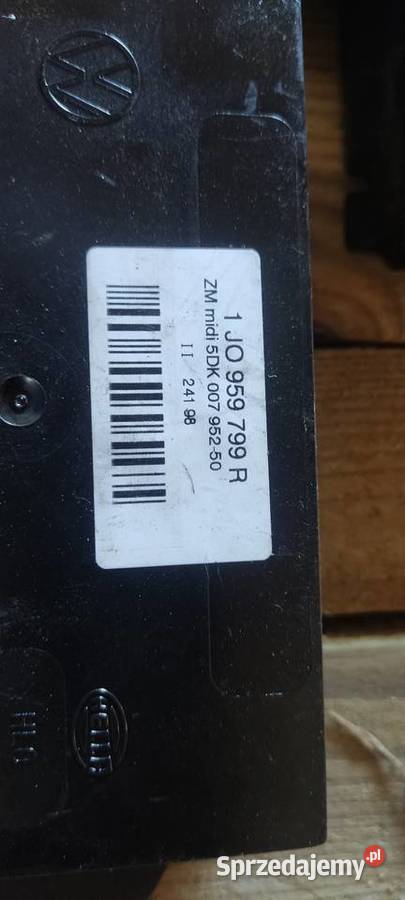 1 JO 959 799 R
ZM midi 5DK 007 952-50
II 241 98
HELLA
Sprzedajemy.pl